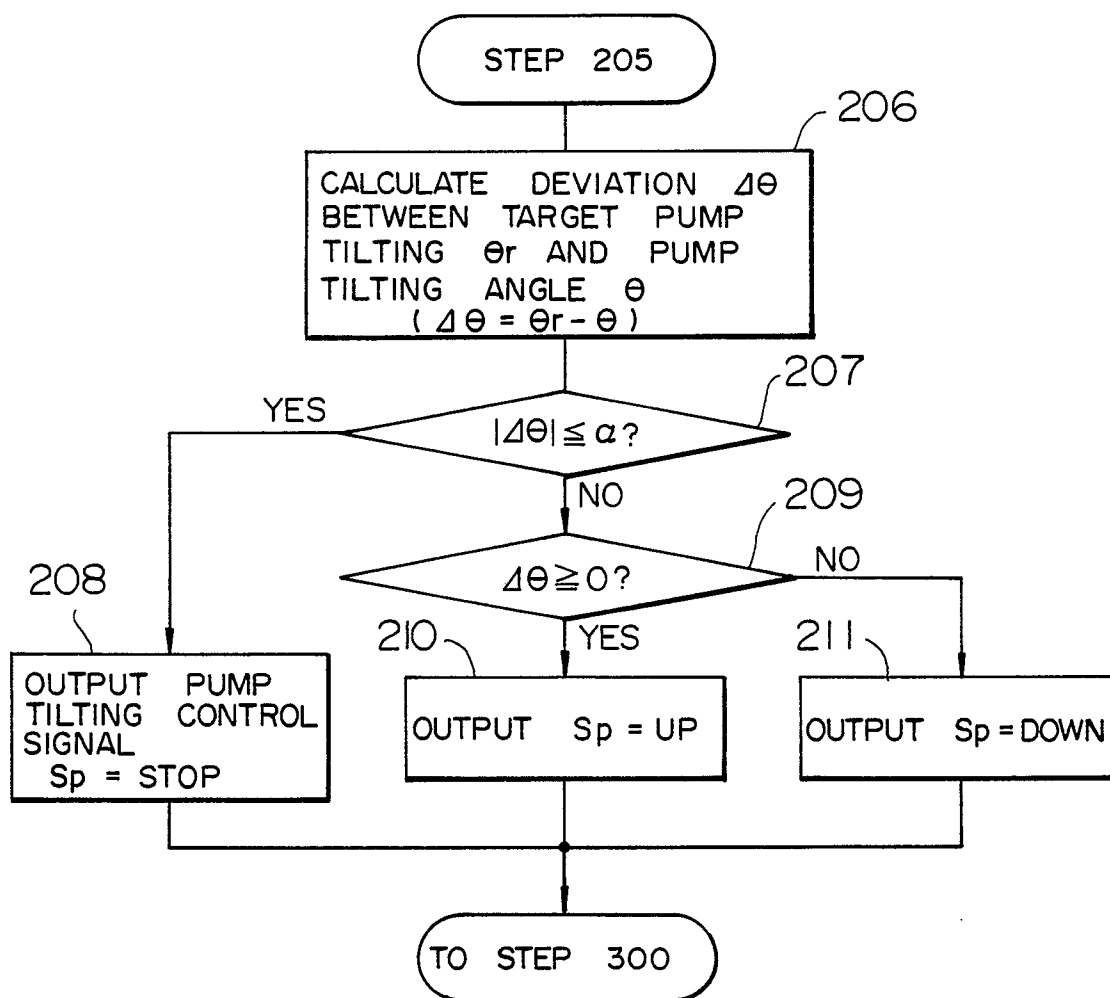 STEP 205
206
CALCULATE DEVIATION Δθ
BETWEEN TARGET PUMP
TILTING θr AND PUMP
TILTING ANGLE θ
(Δθ = θr - θ)
207
YES
|Δθ| ≦ α?
NO
209
Δθ ≧ 0?
NO
208
YES
210
211
OUTPUT PUMP
TILTING CONTROL
SIGNAL
Sp = STOP
OUTPUT Sp = UP
OUTPUT Sp = DOWN
TO STEP 300